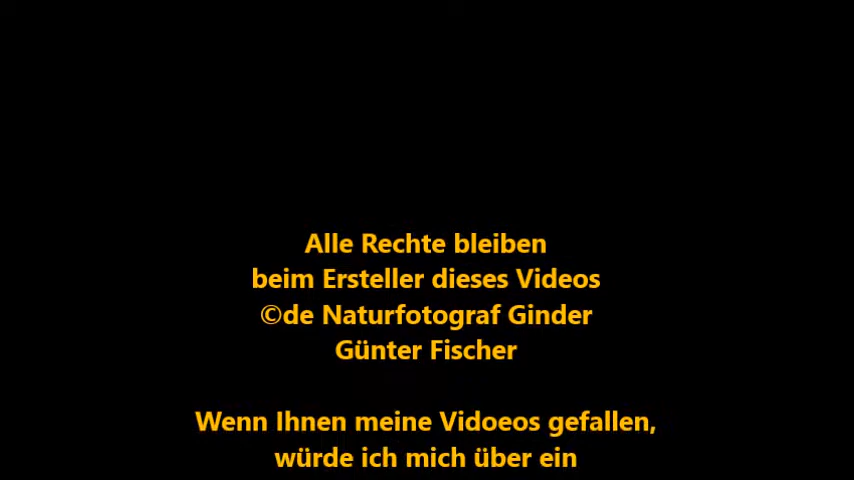 Alle Rechte bleiben
beim Ersteller dieses Videos
©de Naturfotograf Ginder
Günter Fischer
Wenn Ihnen meine Vidoeos gefallen,
würde ich mich über ein